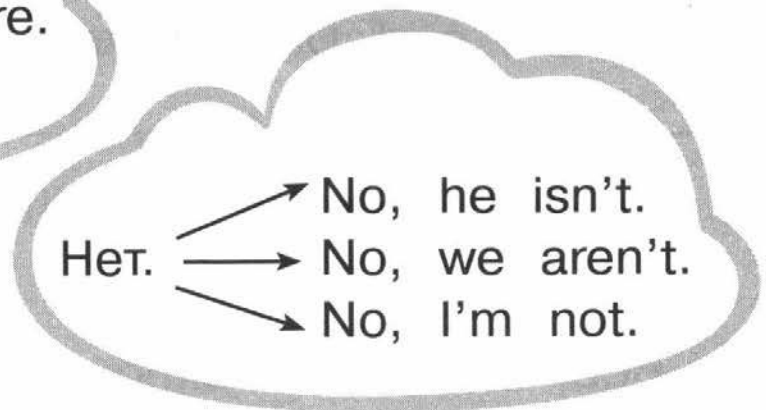 re.
No, he isn't.
Нет. No, we aren't.
No, I'm not.